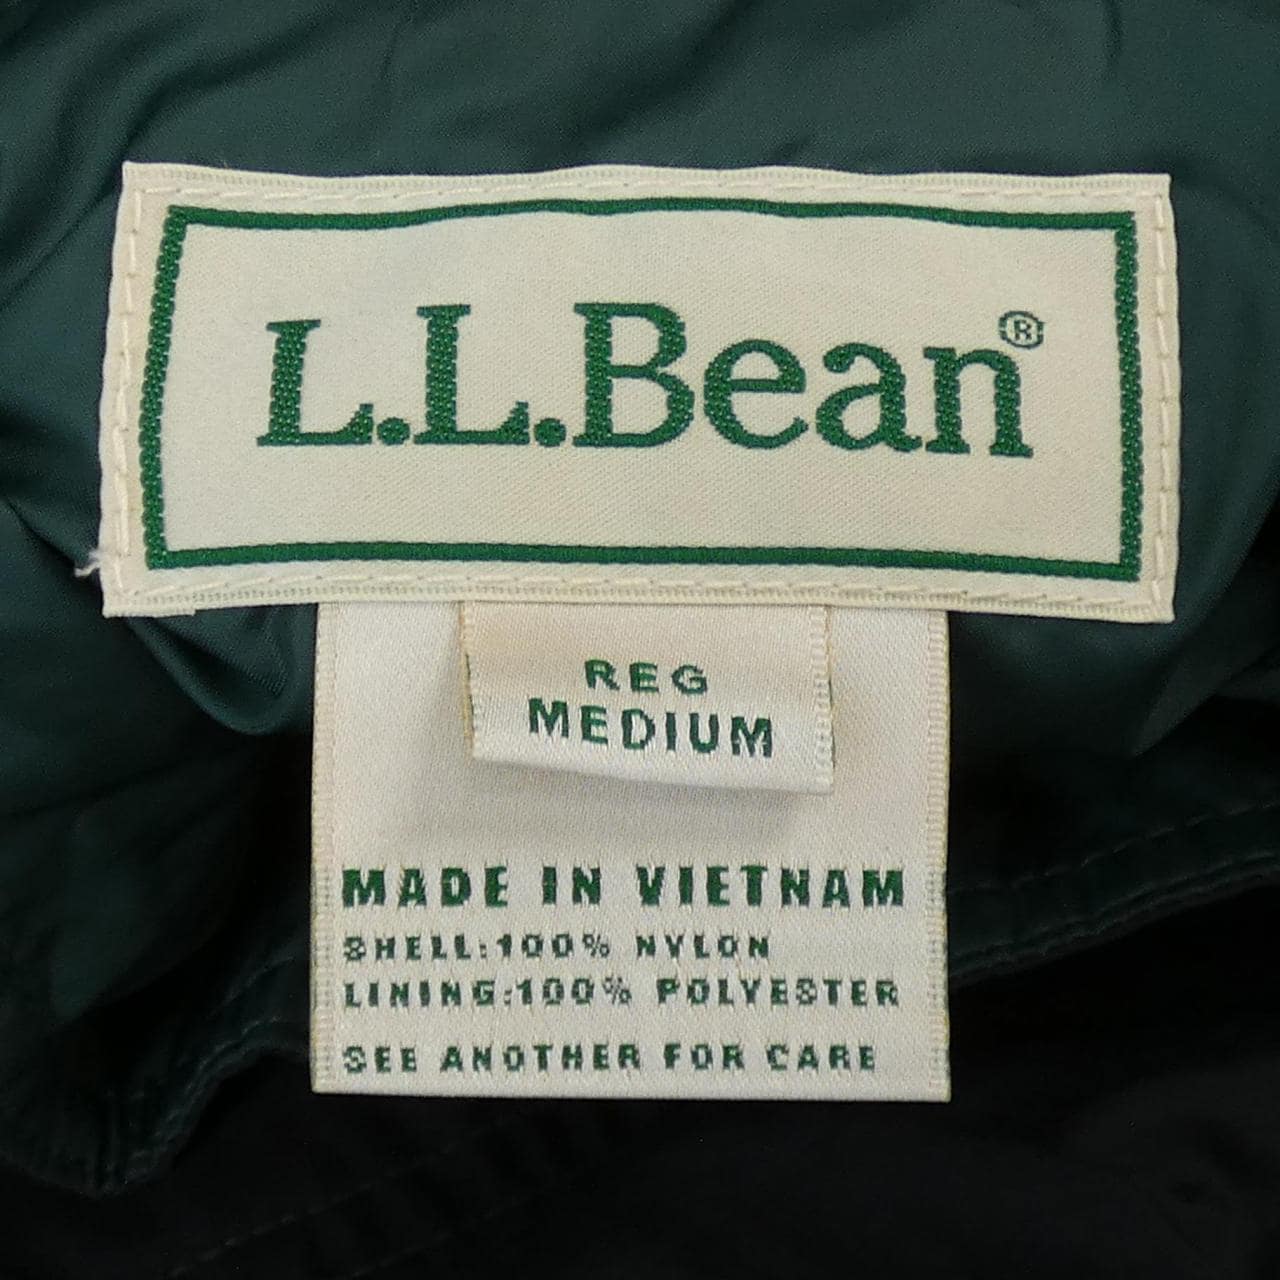 L.L.Bean®
REG
MEDIUM
MADE IN VIETNAM
SHELL:100% NYLON
LINING:100% POLYESTER
SEE ANOTHER FOR CARE